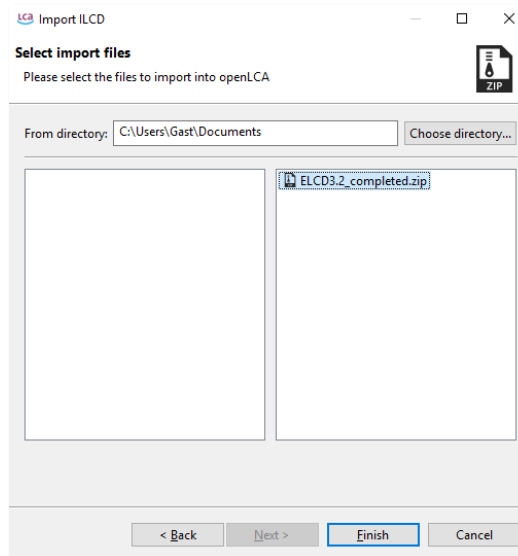 LCA Import ILCD
Select import files
Please select the files to import into openLCA
ZIP
From directory: C:\Users\Gast\Documents Choose directory...
ELCD3.2_completed.zip
< Back Next > Finish Cancel